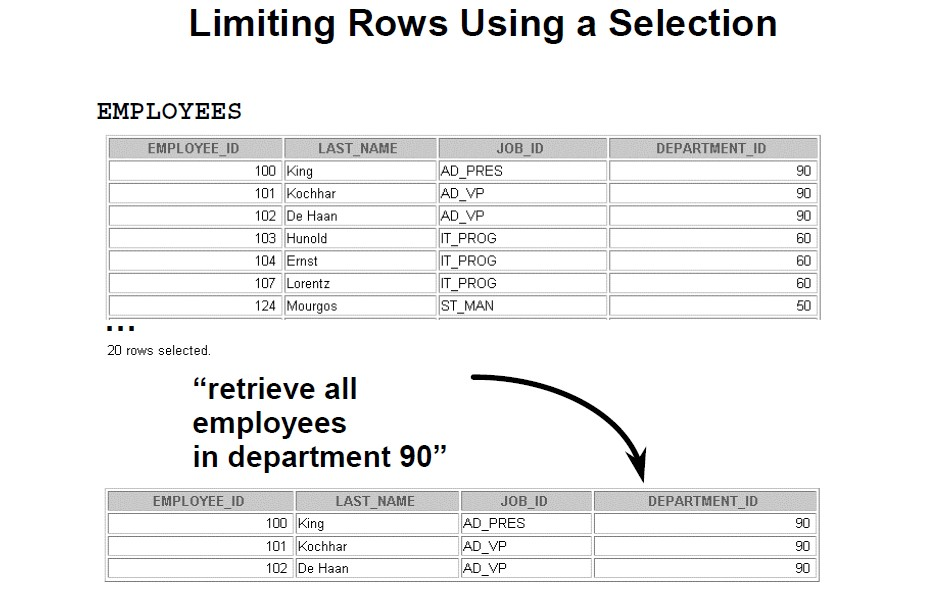 Limiting Rows Using a Selection
EMPLOYEES
EMPLOYEE_ID LAST_NAME JOB_ID DEPARTMENT_ID
100 King AD_PRES 90
101 Kochhar AD_VP 90
102 De Haan AD_VP 90
103 Hunold IT_PROG 60
104 Ernst IT_PROG 60
107 Lorentz IT_PROG 60
124 Mourgos ST_MAN 50
...
20 rows selected.
“retrieve all
employees
in department 90”
EMPLOYEE_ID LAST_NAME JOB_ID DEPARTMENT_ID
100 King AD_PRES 90
101 Kochhar AD_VP 90
102 De Haan AD_VP 90